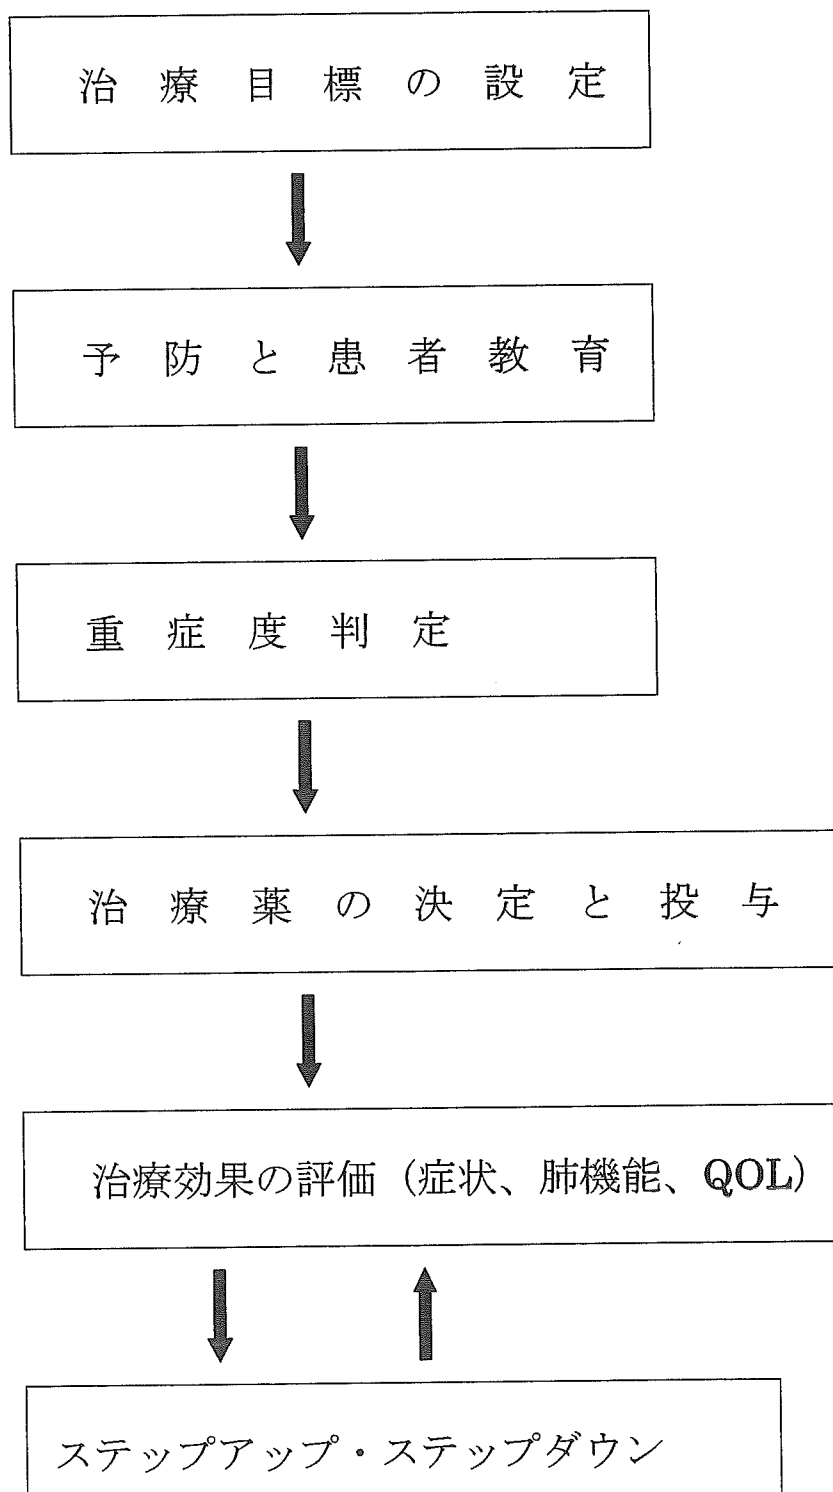 治療目標の設定
予防と患者教育
重症度判定
治療薬の決定と投与
治療効果の評価（症状、肺機能、QOL）
ステップアップ・ステップダウン